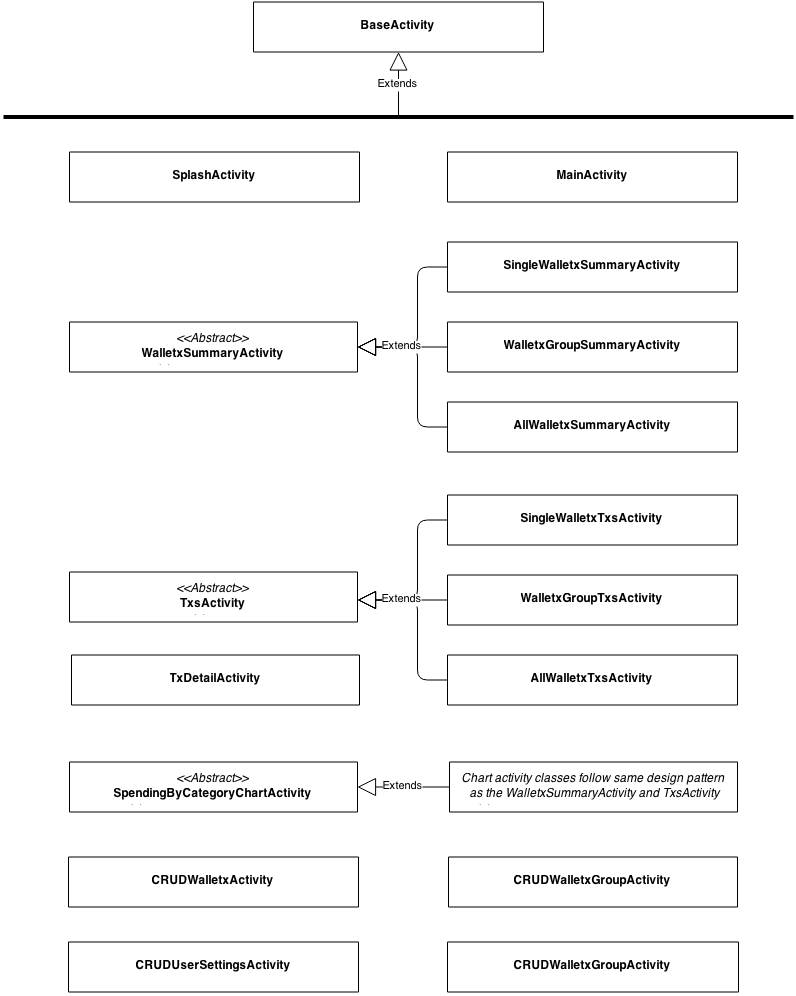 BaseActivity
Extends
SplashActivity
MainActivity
SingleWalletxSummaryActivity
<<Abstract>>
WalletxSummaryActivity
Extends
WalletxGroupSummaryActivity
AllWalletxSummaryActivity
SingleWalletxTxsActivity
<<Abstract>>
TxsActivity
Extends
WalletxGroupTxsActivity
TxDetailActivity
AllWalletxTxsActivity
<<Abstract>>
SpendingByCategoryChartActivity
Extends
Chart activity classes follow same design pattern
as the WalletxSummaryActivity and TxsActivity
CRUDWalletxActivity
CRUDWalletxGroupActivity
CRUDUserSettingsActivity
CRUDWalletxGroupActivity